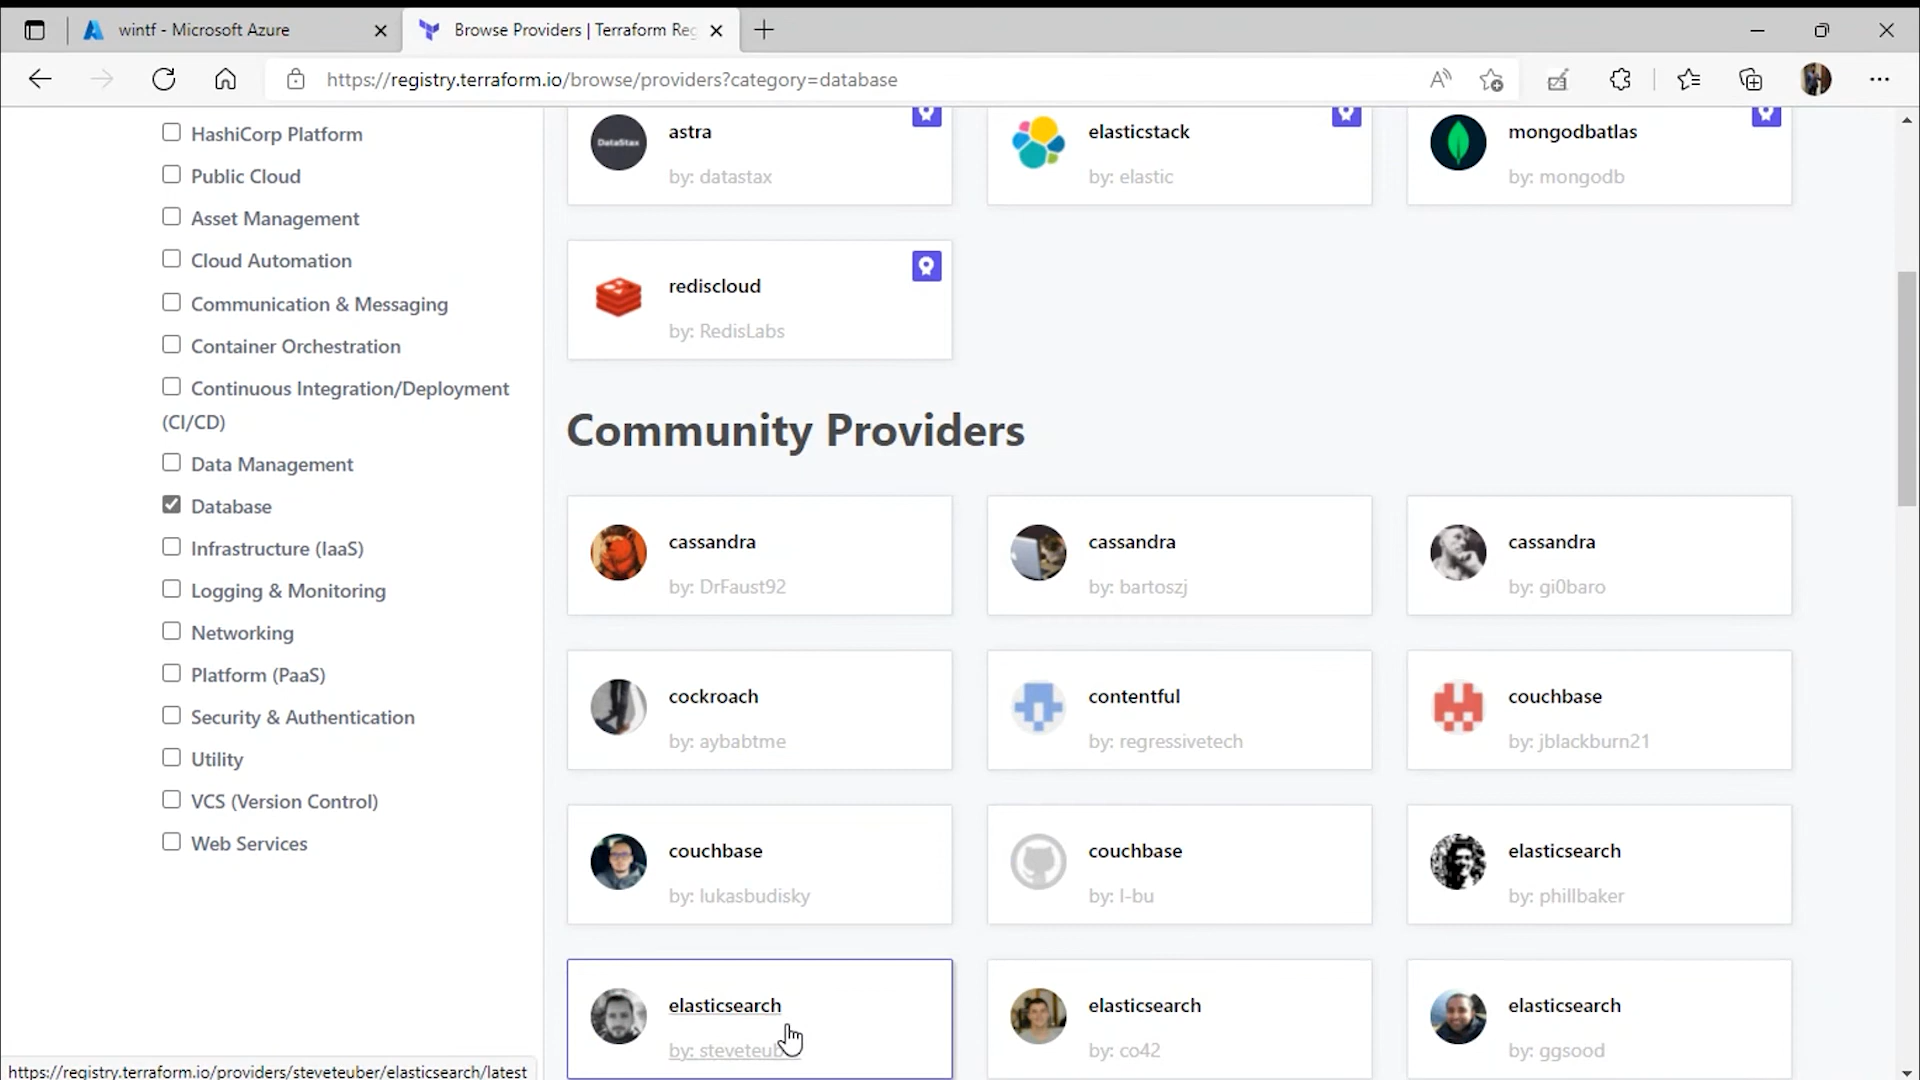 wintf - Microsoft Azure
Browse Providers | Terraform Reg
https://registry.terraform.io/browse/providers?category=database
HashiCorp Platform
Public Cloud
Asset Management
Cloud Automation
Communication & Messaging
Container Orchestration
Continuous Integration/Deployment
(CI/CD)
Data Management
Database
Infrastructure (IaaS)
Logging & Monitoring
Networking
Platform (PaaS)
Security & Authentication
Utility
VCS (Version Control)
Web Services
DataStax
astra
by: datastax
elasticstack
by: elastic
mongodbatlas
by: mongodb
rediscloud
by: RedisLabs
Community Providers
cassandra
by: DrFaust92
cassandra
by: bartoszj
cassandra
by: gi0baro
cockroach
by: aybabtme
contentful
by: regressivetech
couchbase
by: jblackburn21
couchbase
by: lukasbudisky
couchbase
by: l-bu
elasticsearch
by: phillbaker
elasticsearch
by: steveteub
elasticsearch
by: co42
elasticsearch
by: ggsood
https://registry.terraform.io/providers/steveteuber/elasticsearch/latest